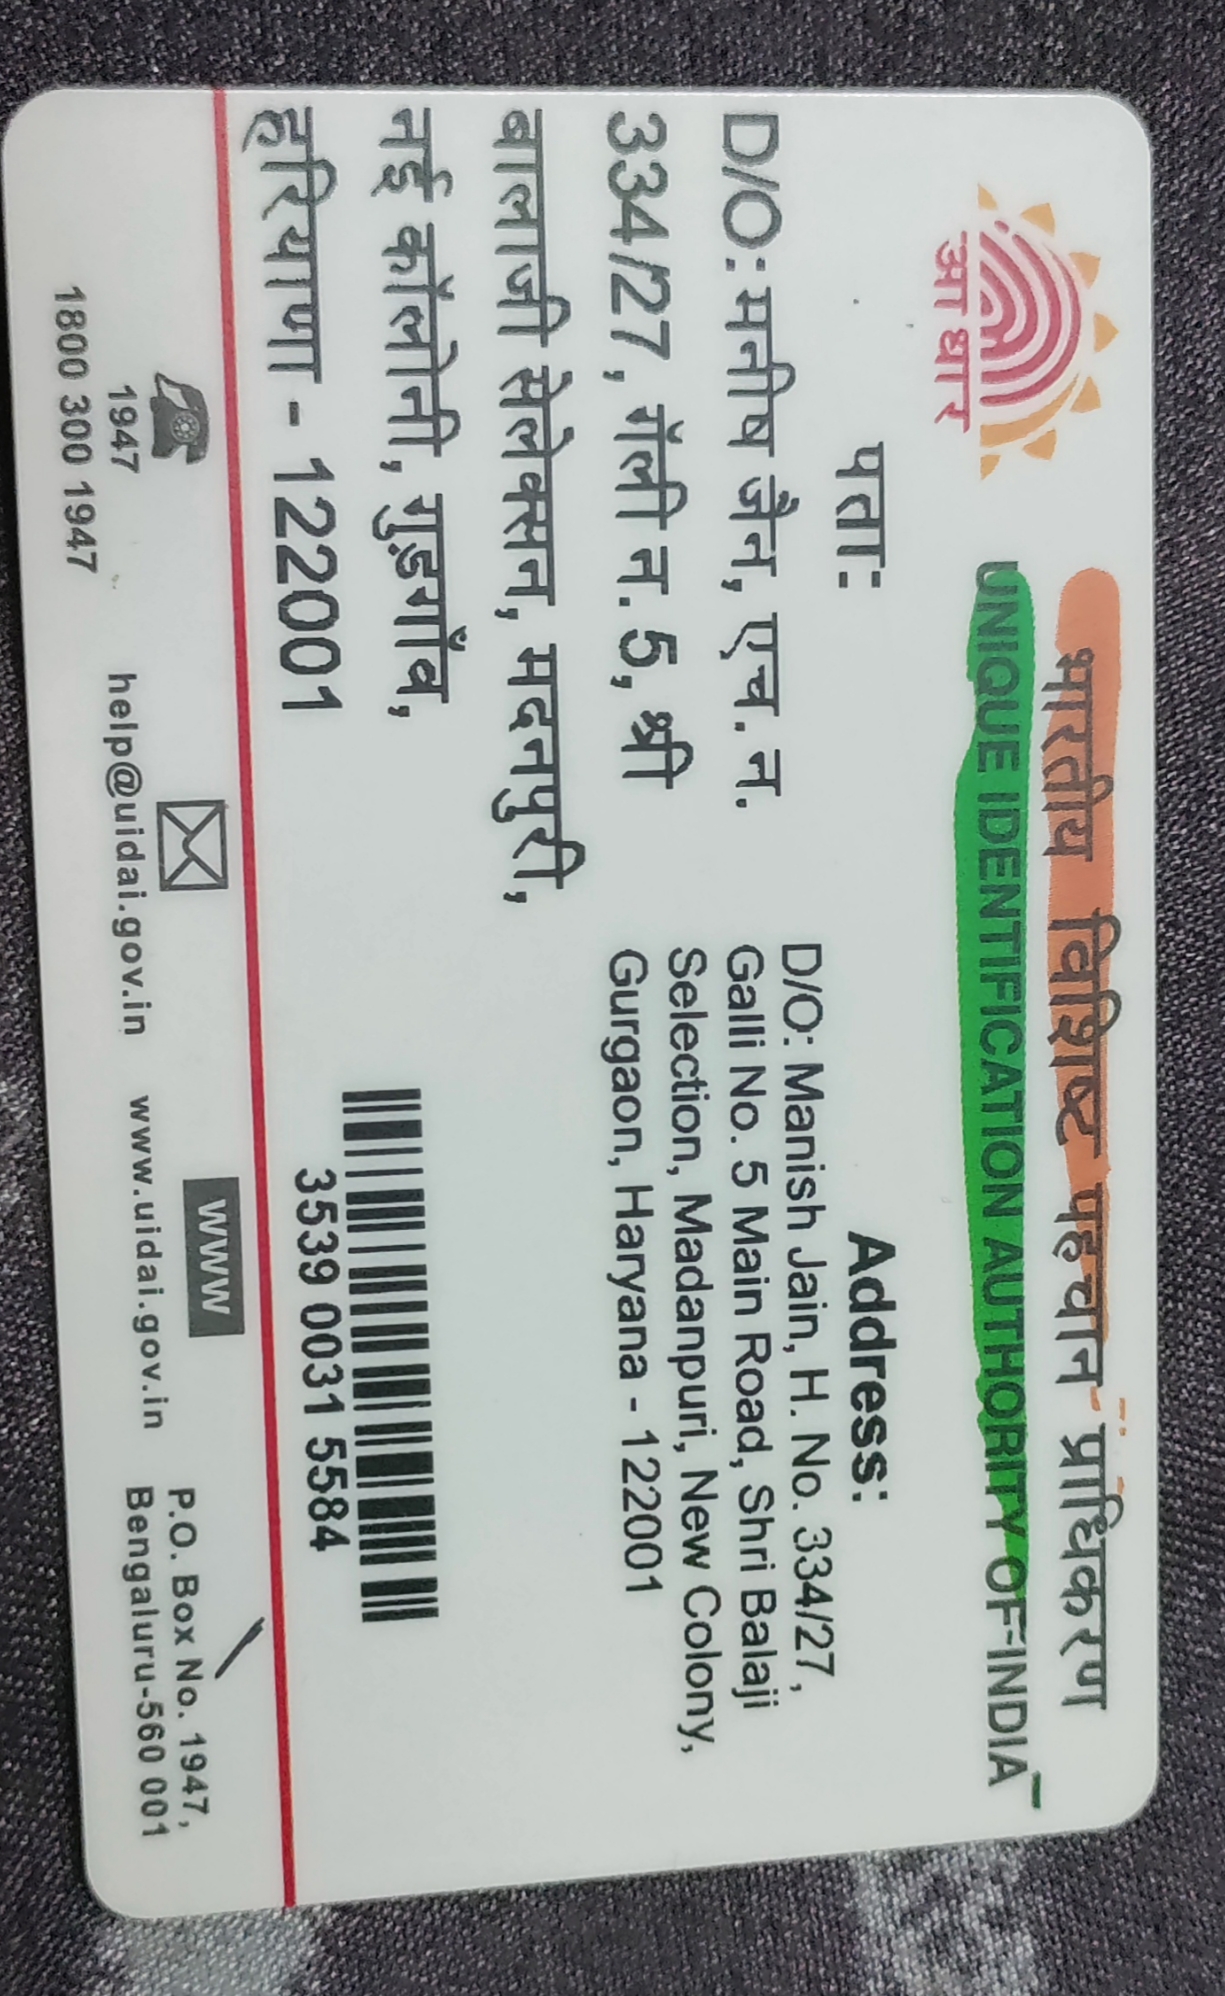 आधार
भारतीय विशिष्ट पहचान प्राधिकरण
UNIQUE IDENTIFICATION AUTHORITY OF INDIA
पता:
D/O: मनीष जैन, एच. न.
334/27, गॅली न. 5, श्री
बालाजी सेलेक्सन, मदनपुरी,
नई कॉलोनी, गुड़गाँव,
हरियाणा - 122001
Address:
D/O: Manish Jain, H. No. 334/27,
Galli No. 5 Main Road, Shri Balaji
Selection, Madanpuri, New Colony,
Gurgaon, Haryana - 122001
3539 0031 5584
1947
1800 300 1947
help@uidai.gov.in
WWW
www.uidai.gov.in
P.O. Box No. 1947,
Bengaluru-560 001